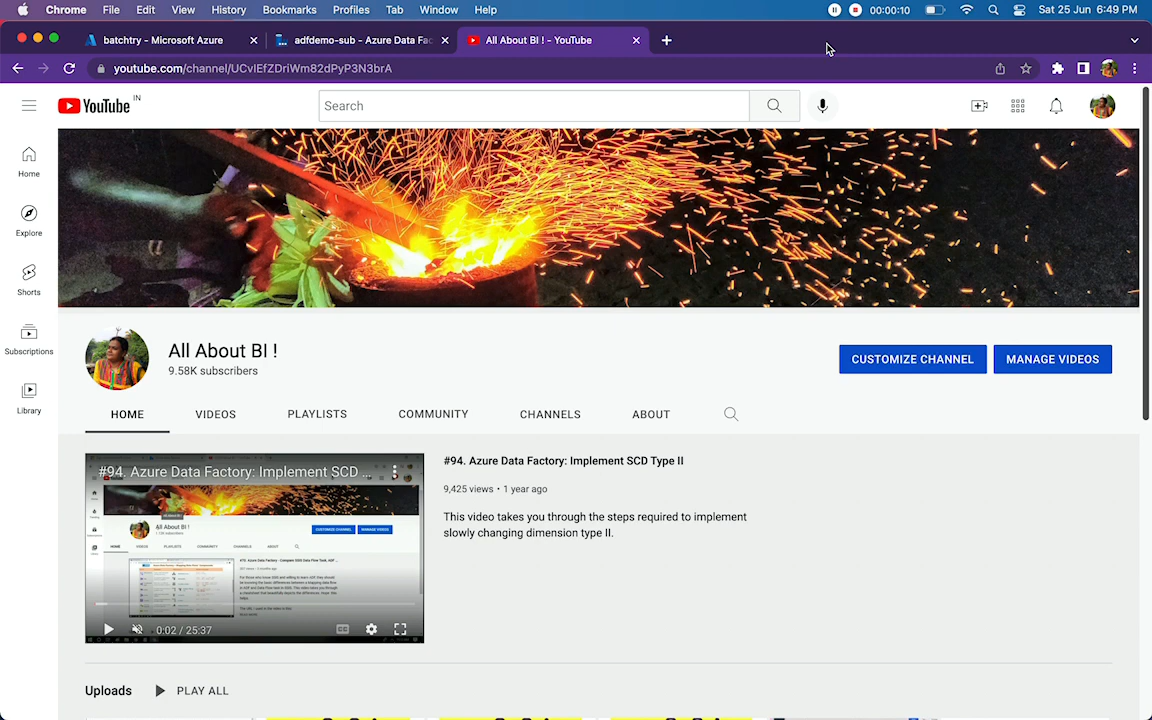 Chrome File Edit View History Bookmarks Profiles Tab Window Help 00:00:10 Sat 25 Jun 6:49 PM
batchtry - Microsoft Azure adfdemo-sub - Azure Data Fac All About BI ! - YouTube
youtube.com/channel/UCvIEfZDriWm82dPyP3N3brA
YouTube IN
Search
Home
Explore
Shorts
Subscriptions
Library
All About BI !
9.58K subscribers
CUSTOMIZE CHANNEL MANAGE VIDEOS
HOME VIDEOS PLAYLISTS COMMUNITY CHANNELS ABOUT
#94. Azure Data Factory: Implement SCD ...
All About BI !
CUSTOMIZE CHANNEL MANAGE VIDEOS
0:02 / 25:37
#94. Azure Data Factory: Implement SCD Type II
9,425 views • 1 year ago
This video takes you through the steps required to implement
slowly changing dimension type II.
Uploads PLAY ALL